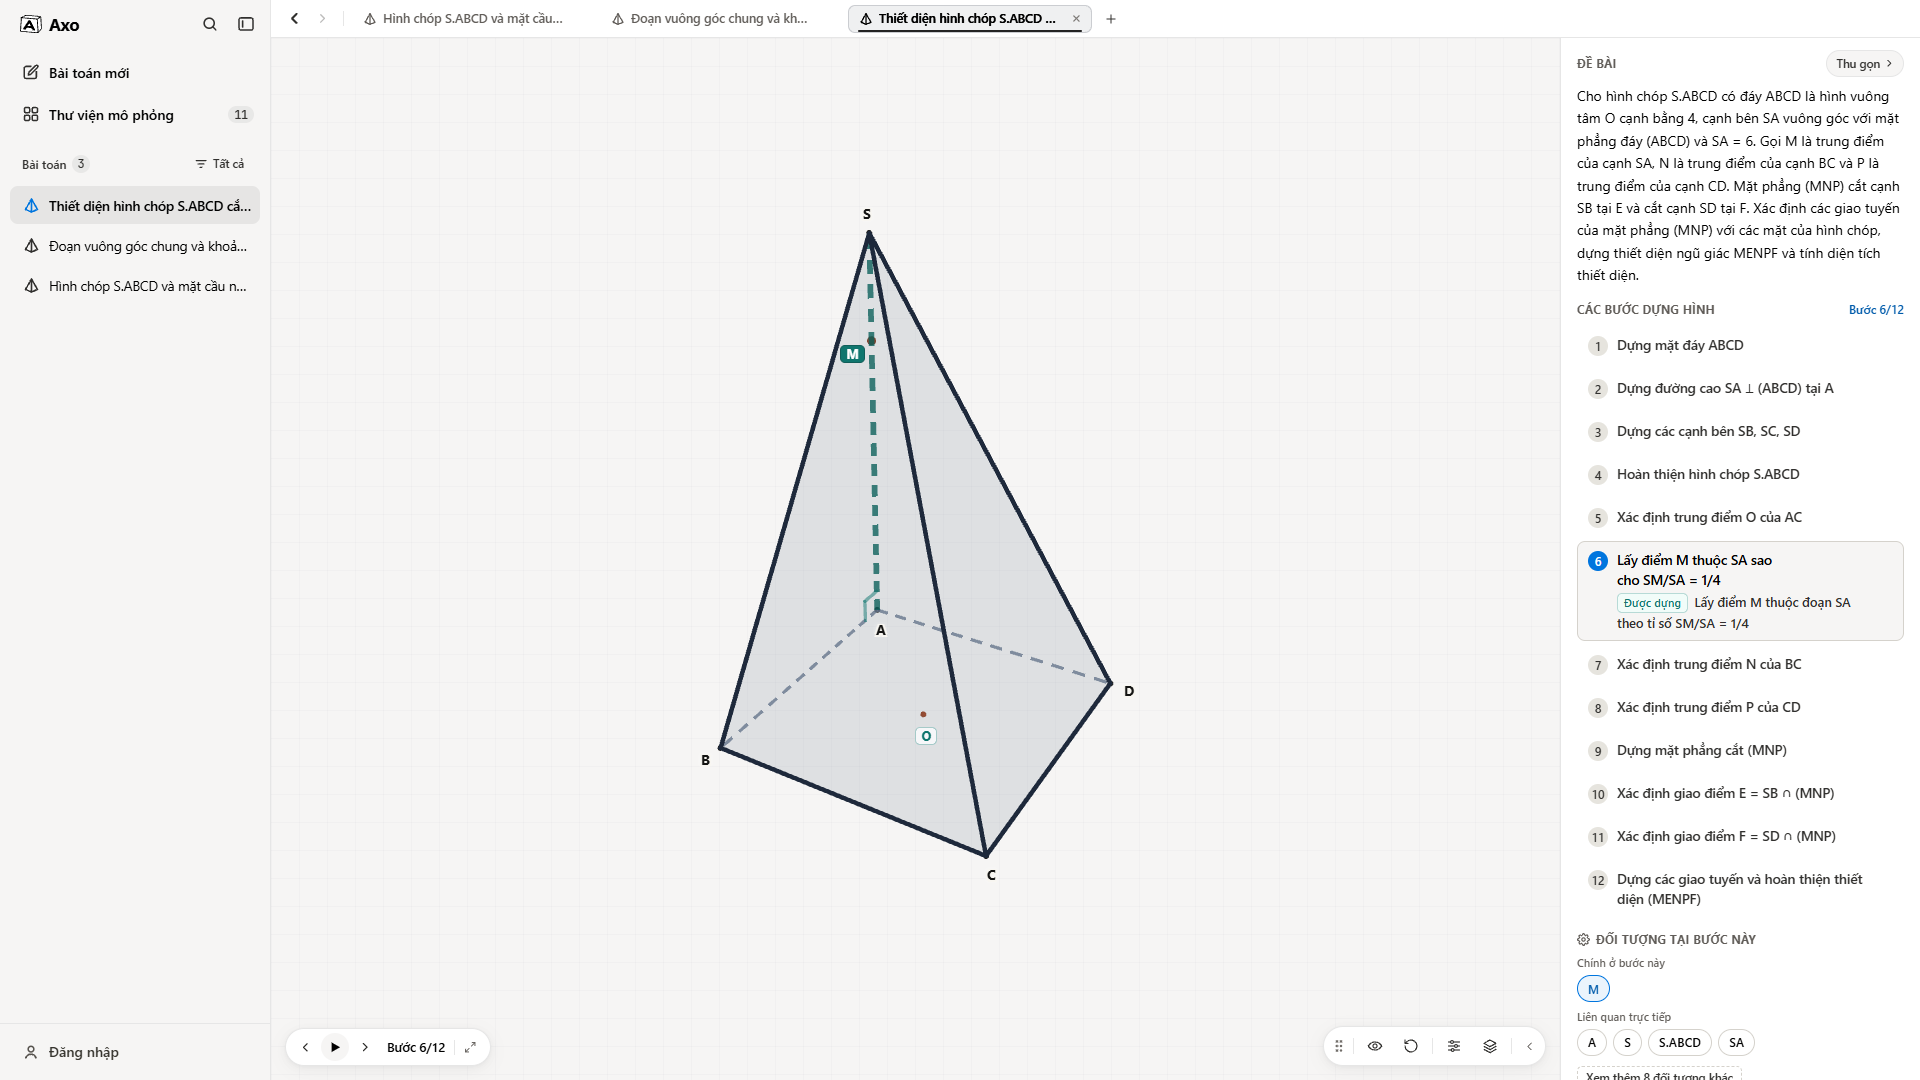 Axo
Bài toán mới
Thư viện mô phỏng 11
Bài toán 3 Tất cả
Thiết diện hình chóp S.ABCD cắ...
Đoạn vuông góc chung và khoả...
Hình chóp S.ABCD và mặt cầu n...
Đăng nhập
Hình chóp S.ABCD và mặt cầu...
Đoạn vuông góc chung và kh...
Thiết diện hình chóp S.ABCD ...
S
M
A
D
O
B
C
Bước 6/12
ĐỀ BÀI
Thu gọn
Cho hình chóp S.ABCD có đáy ABCD là hình vuông
tâm O cạnh bằng 4, cạnh bên SA vuông góc với mặt
phẳng đáy (ABCD) và SA = 6. Gọi M là trung điểm
của cạnh SA, N là trung điểm của cạnh BC và P là
trung điểm của cạnh CD. Mặt phẳng (MNP) cắt cạnh
SB tại E và cắt cạnh SD tại F. Xác định các giao tuyến
của mặt phẳng (MNP) với các mặt của hình chóp,
dựng thiết diện ngũ giác MENPF và tính diện tích
thiết diện.
CÁC BƯỚC DỰNG HÌNH Bước 6/12
1 Dựng mặt đáy ABCD
2 Dựng đường cao SA ⊥ (ABCD) tại A
3 Dựng các cạnh bên SB, SC, SD
4 Hoàn thiện hình chóp S.ABCD
5 Xác định trung điểm O của AC
6 Lấy điểm M thuộc SA sao
cho SM/SA = 1/4
Được dựng Lấy điểm M thuộc đoạn SA
theo tỉ số SM/SA = 1/4
7 Xác định trung điểm N của BC
8 Xác định trung điểm P của CD
9 Dựng mặt phẳng cắt (MNP)
10 Xác định giao điểm E = SB ∩ (MNP)
11 Xác định giao điểm F = SD ∩ (MNP)
12 Dựng các giao tuyến và hoàn thiện thiết
diện (MENPF)
ĐỐI TƯỢNG TẠI BƯỚC NÀY
Chính ở bước này
M
Liên quan trực tiếp
A S S.ABCD SA
Xem thêm 8 đối tượng khác